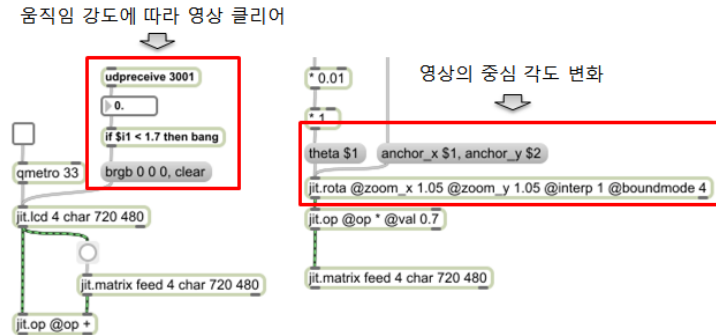 움직임 강도에 따라 영상 클리어
udpreceive 3001
0.
if $i1 < 1.7 then bang
qmetro 33
brgb 0 0 0, clear
jit.lcd 4 char 720 480
jit.matrix feed 4 char 720 480
jit.op @op +
* 0.01
영상의 중심 각도 변화
* 1
theta $1
anchor_x $1, anchor_y $2
jit.rota @zoom_x 1.05 @zoom_y 1.05 @interp 1 @boundmode 4
jit.op @op * @val 0.7
jit.matrix feed 4 char 720 480